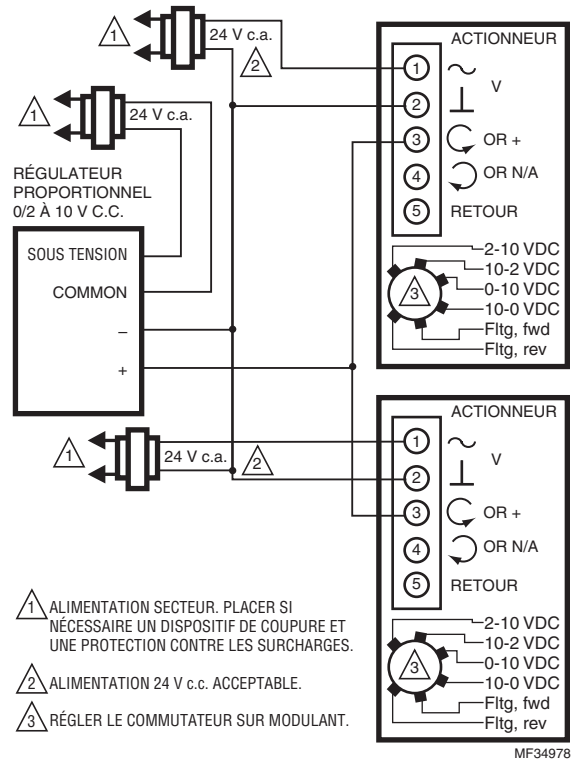 1
24 V c.a.
2
1
24 V c.a.
RÉGULATEUR
PROPORTIONNEL
0/2 À 10 V C.C.
SOUS TENSION
COMMON
–
+
ACTIONNEUR
1
V
2
3 OR +
4 OR N/A
5 RETOUR
2-10 VDC
10-2 VDC
3 0-10 VDC
10-0 VDC
Fltg, fwd
Fltg, rev
1
24 V c.a.
2
ACTIONNEUR
1
V
2
3 OR +
4 OR N/A
5 RETOUR
2-10 VDC
10-2 VDC
3 0-10 VDC
10-0 VDC
Fltg, fwd
Fltg, rev
1 ALIMENTATION SECTEUR. PLACER SI
NÉCESSAIRE UN DISPOSITIF DE COUPURE ET
UNE PROTECTION CONTRE LES SURCHARGES.
2 ALIMENTATION 24 V c.c. ACCEPTABLE.
3 RÉGLER LE COMMUTATEUR SUR MODULANT.
MF34978